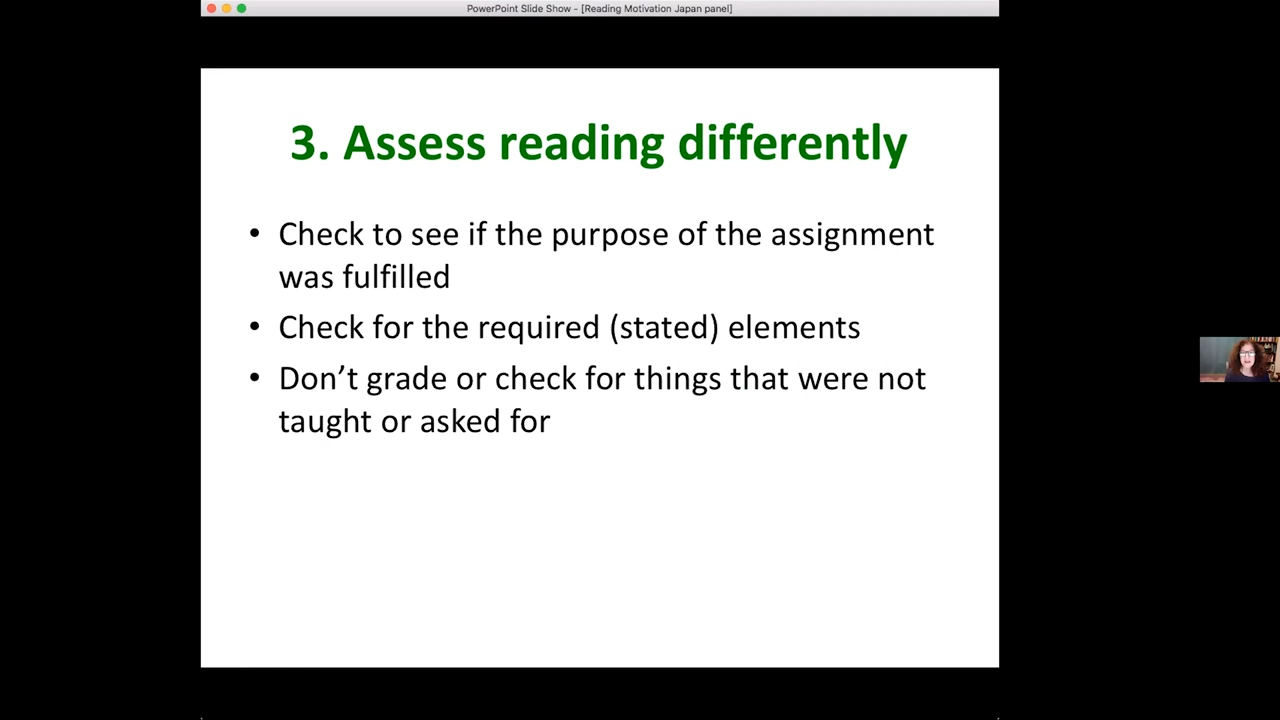 PowerPoint Slide Show - [Reading Motivation Japan panel]
3. Assess reading differently
• Check to see if the purpose of the assignment
was fulfilled
• Check for the required (stated) elements
• Don’t grade or check for things that were not
taught or asked for